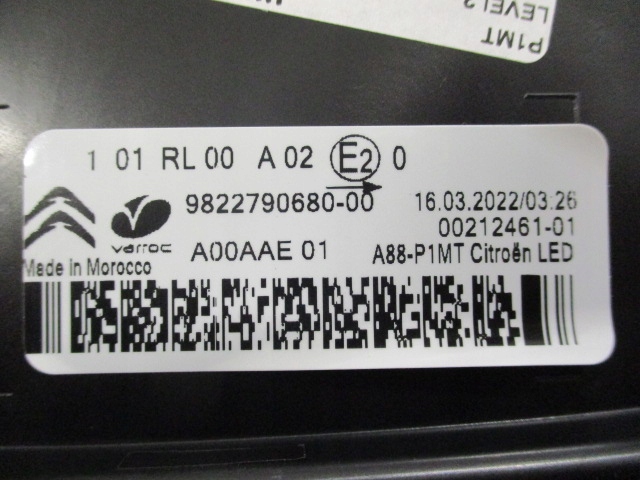 P1MT
LEVEL2
1 01 RL 00 A 02 E2 0
9822790680-00 16.03.2022/03:26
00212461-01
varroc A00AAE 01 A88-P1MT Citroën LED
Made in Morocco